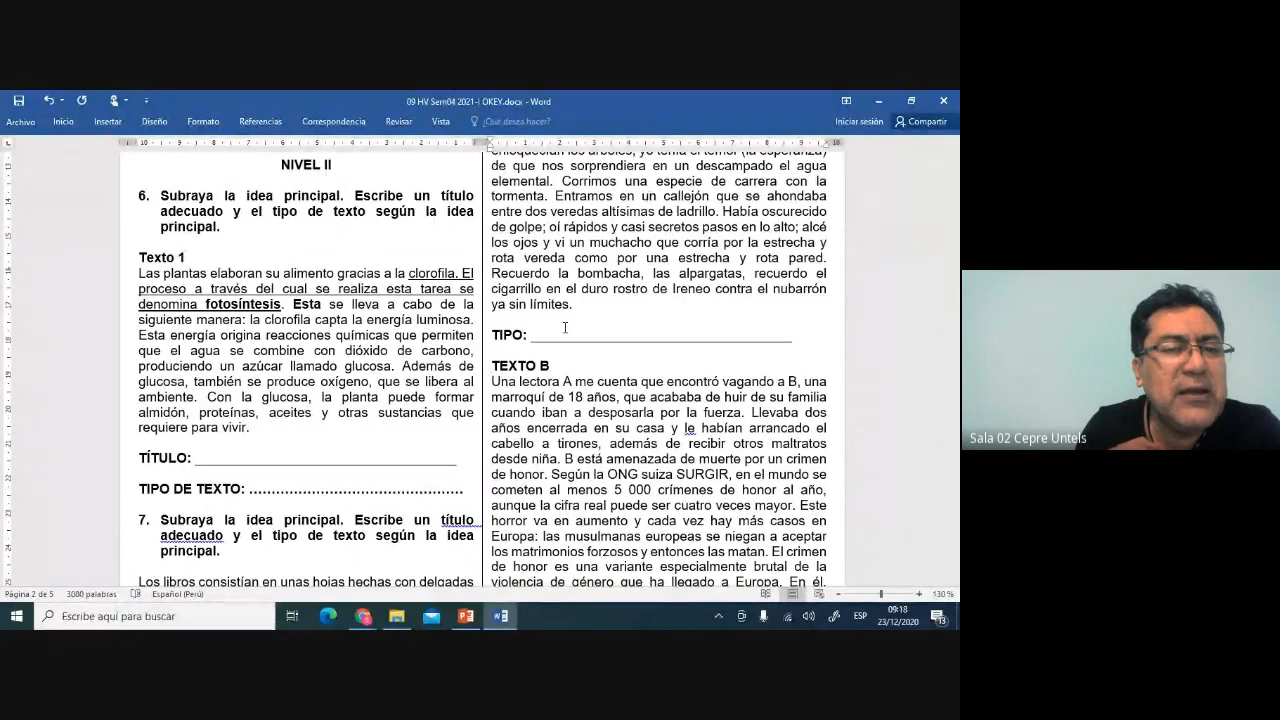 09 HV Sem04 2021-I OKEY.docx - Word
Archivo Inicio Insertar Diseño Formato Referencias Correspondencia Revisar Vista ¿Qué desea hacer? Iniciar sesión Compartir
NIVEL II
6. Subraya la idea principal. Escribe un título
adecuado y el tipo de texto según la idea
principal.
Texto 1
Las plantas elaboran su alimento gracias a la clorofila. El
proceso a través del cual se realiza esta tarea se
denomina fotosíntesis. Esta se lleva a cabo de la
siguiente manera: la clorofila capta la energía luminosa.
Esta energía origina reacciones químicas que permiten
que el agua se combine con dióxido de carbono,
produciendo un azúcar llamado glucosa. Además de
glucosa, también se produce oxígeno, que se libera al
ambiente. Con la glucosa, la planta puede formar
almidón, proteínas, aceites y otras sustancias que
requiere para vivir.
TÍTULO: ______________________
TIPO DE TEXTO: …………………………………………
7. Subraya la idea principal. Escribe un título
adecuado y el tipo de texto según la idea
principal.
Los libros consistían en unas hojas hechas con delgadas
enloquecían los árboles; yo tenía el temor (la esperanza)
de que nos sorprendiera en un descampado el agua
elemental. Corrimos una especie de carrera con la
tormenta. Entramos en un callejón que se ahondaba
entre dos veredas altísimas de ladrillo. Había oscurecido
de golpe; oí rápidos y casi secretos pasos en lo alto; alcé
los ojos y vi un muchacho que corría por la estrecha y
rota vereda como por una estrecha y rota pared.
Recuerdo la bombacha, las alpargatas, recuerdo el
cigarrillo en el duro rostro de Ireneo contra el nubarrón
ya sin límites.
TIPO: ______________________
TEXTO B
Una lectora A me cuenta que encontró vagando a B, una
marroquí de 18 años, que acababa de huir de su familia
cuando iban a desposarla por la fuerza. Llevaba dos
años encerrada en su casa y le habían arrancado el
cabello a tirones, además de recibir otros maltratos
desde niña. B está amenazada de muerte por un crimen
de honor. Según la ONG suiza SURGIR, en el mundo se
cometen al menos 5 000 crímenes de honor al año,
aunque la cifra real puede ser cuatro veces mayor. Este
horror va en aumento y cada vez hay más casos en
Europa: las musulmanas europeas se niegan a aceptar
los matrimonios forzosos y entonces las matan. El crimen
de honor es una variante especialmente brutal de la
violencia de género que ha llegado a Europa. En él,
Página 2 de 5 3080 palabras Español (Perú) 130 %
Escribe aquí para buscar
ESP
09:18
23/12/2020
Sala 02 Cepre Untels